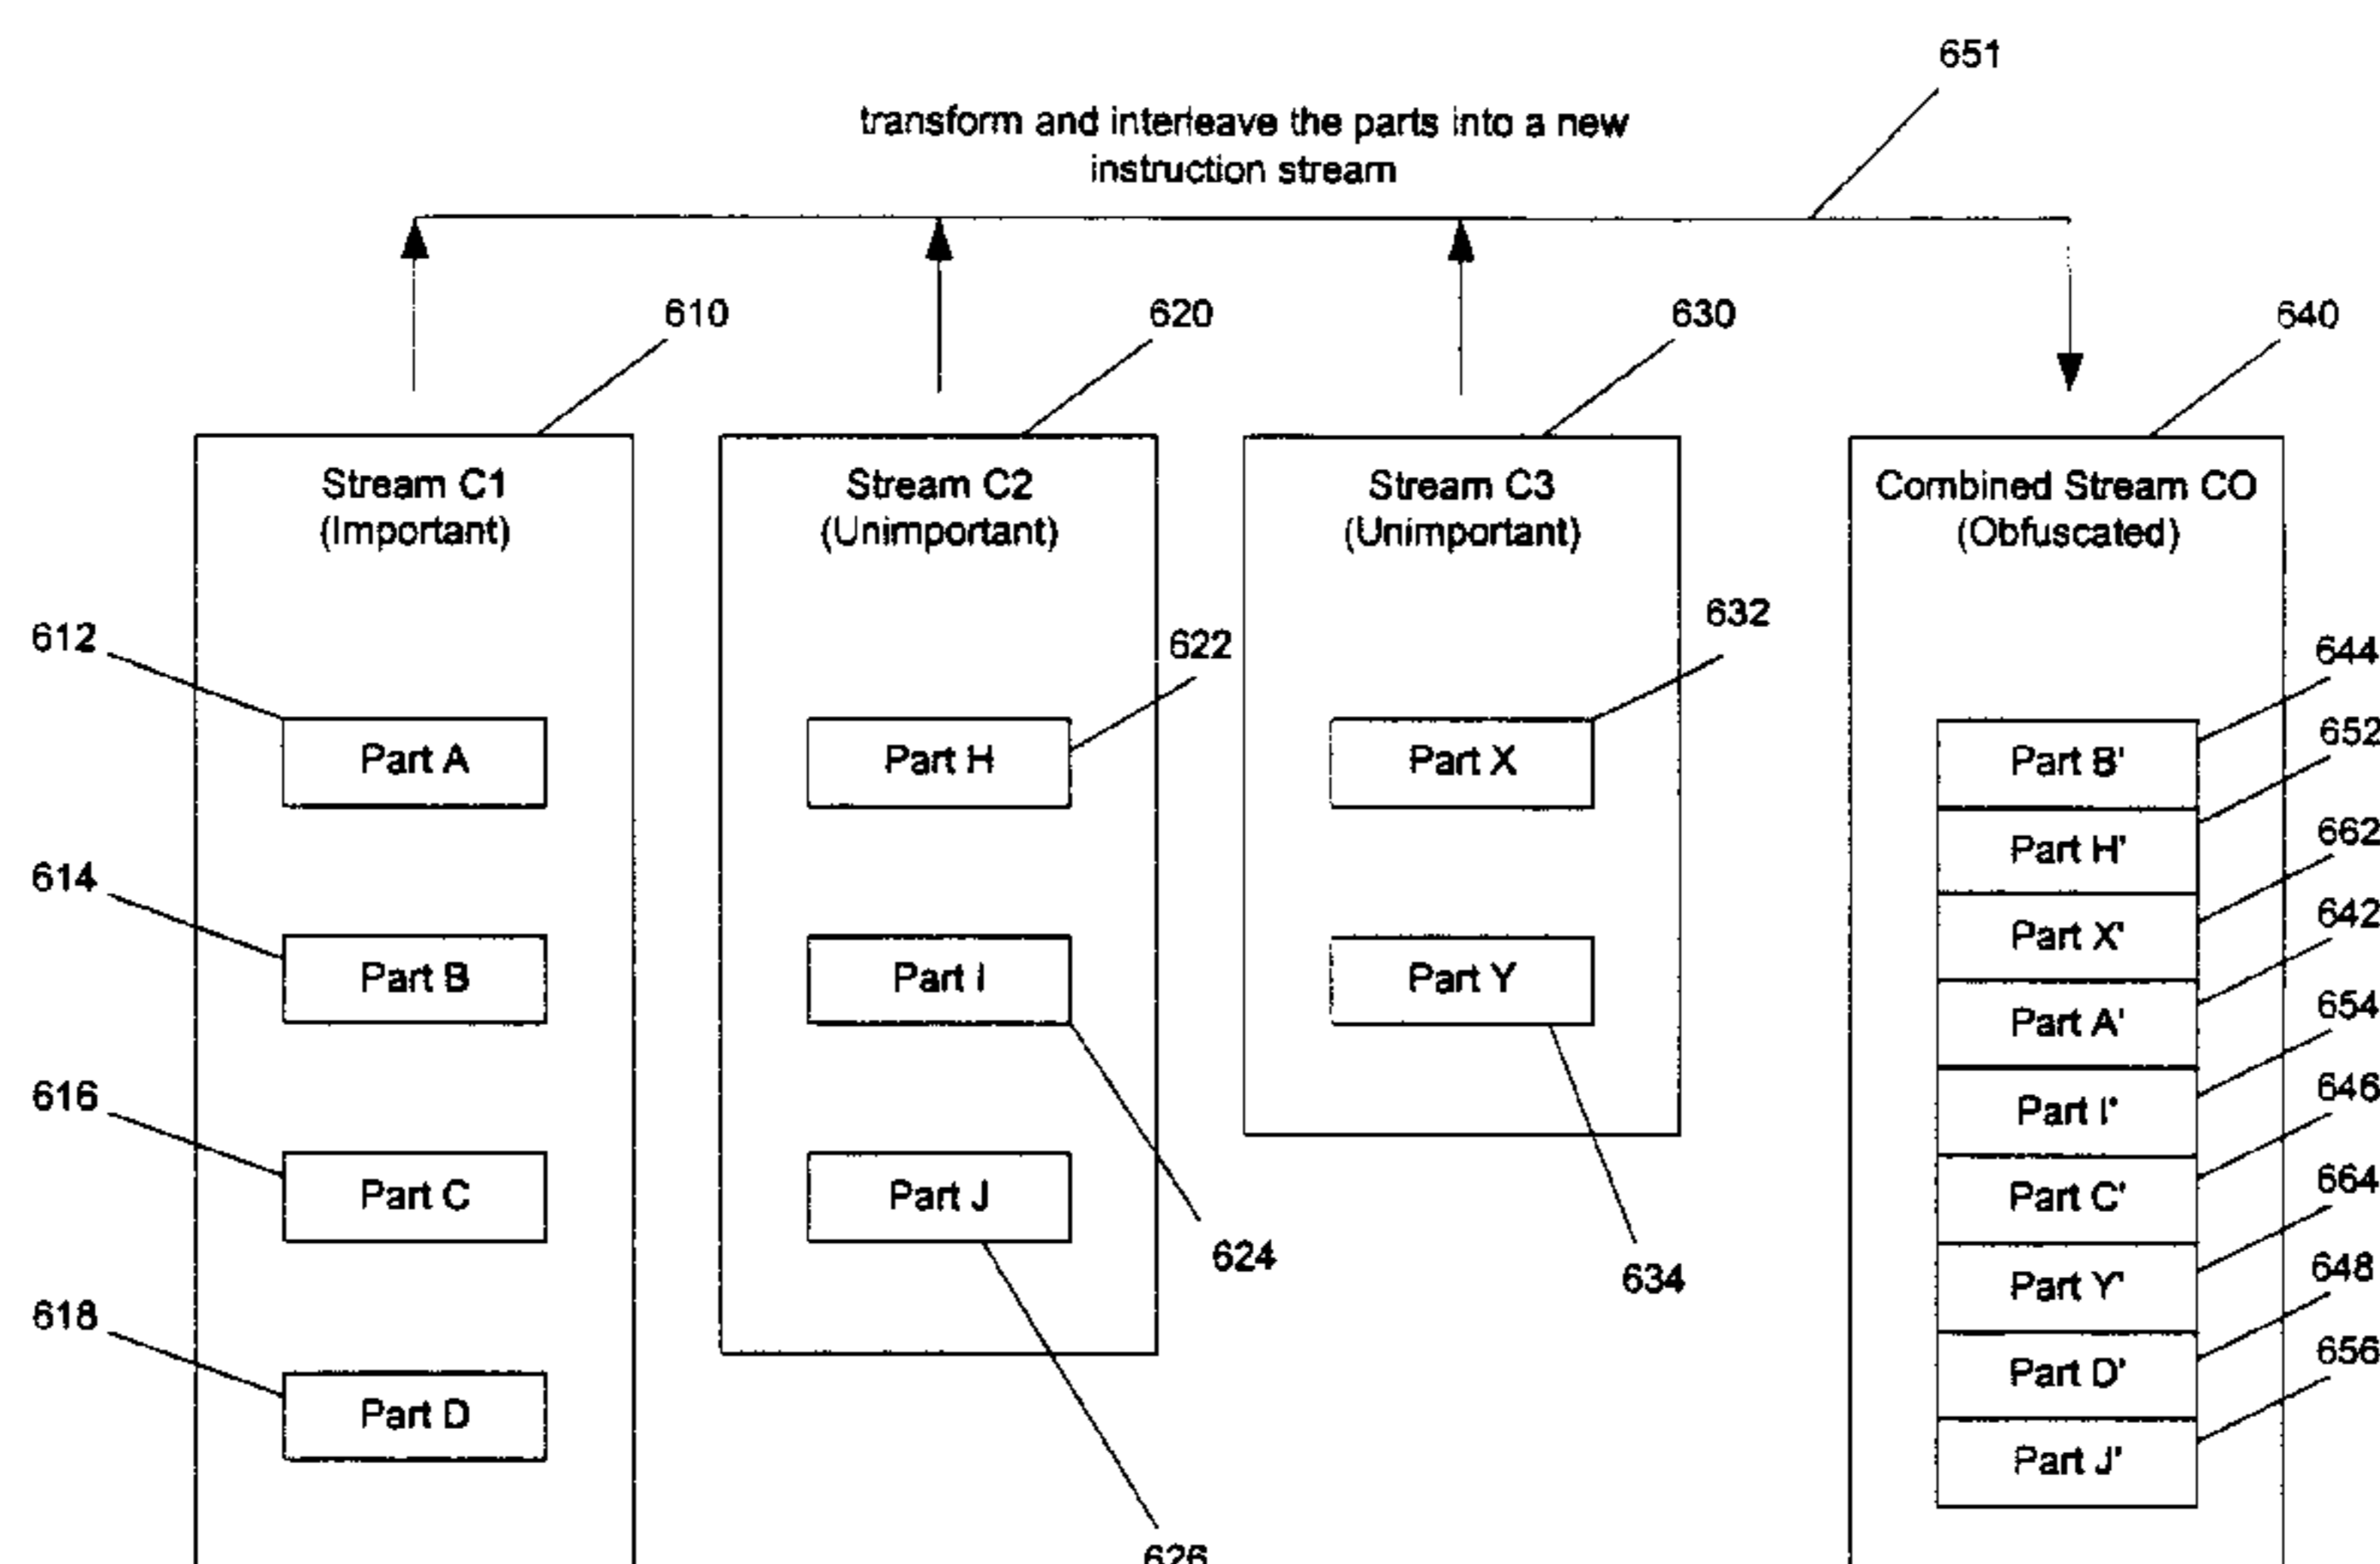 651
transform and interleave the parts into a new
instruction stream
610
620
630
640
Stream C1
(Important)
Stream C2
(Unimportant)
Stream C3
(Unimportant)
Combined Stream CO
(Obfuscated)
612
622
632
644
Part A
Part H
Part X
Part B'
652
Part H'
662
614
Part B
Part I
Part Y
Part X'
642
Part A'
654
Part I'
616
Part C
Part J
646
Part C'
664
624
634
Part Y'
648
618
Part D
Part D'
656
Part J'
626